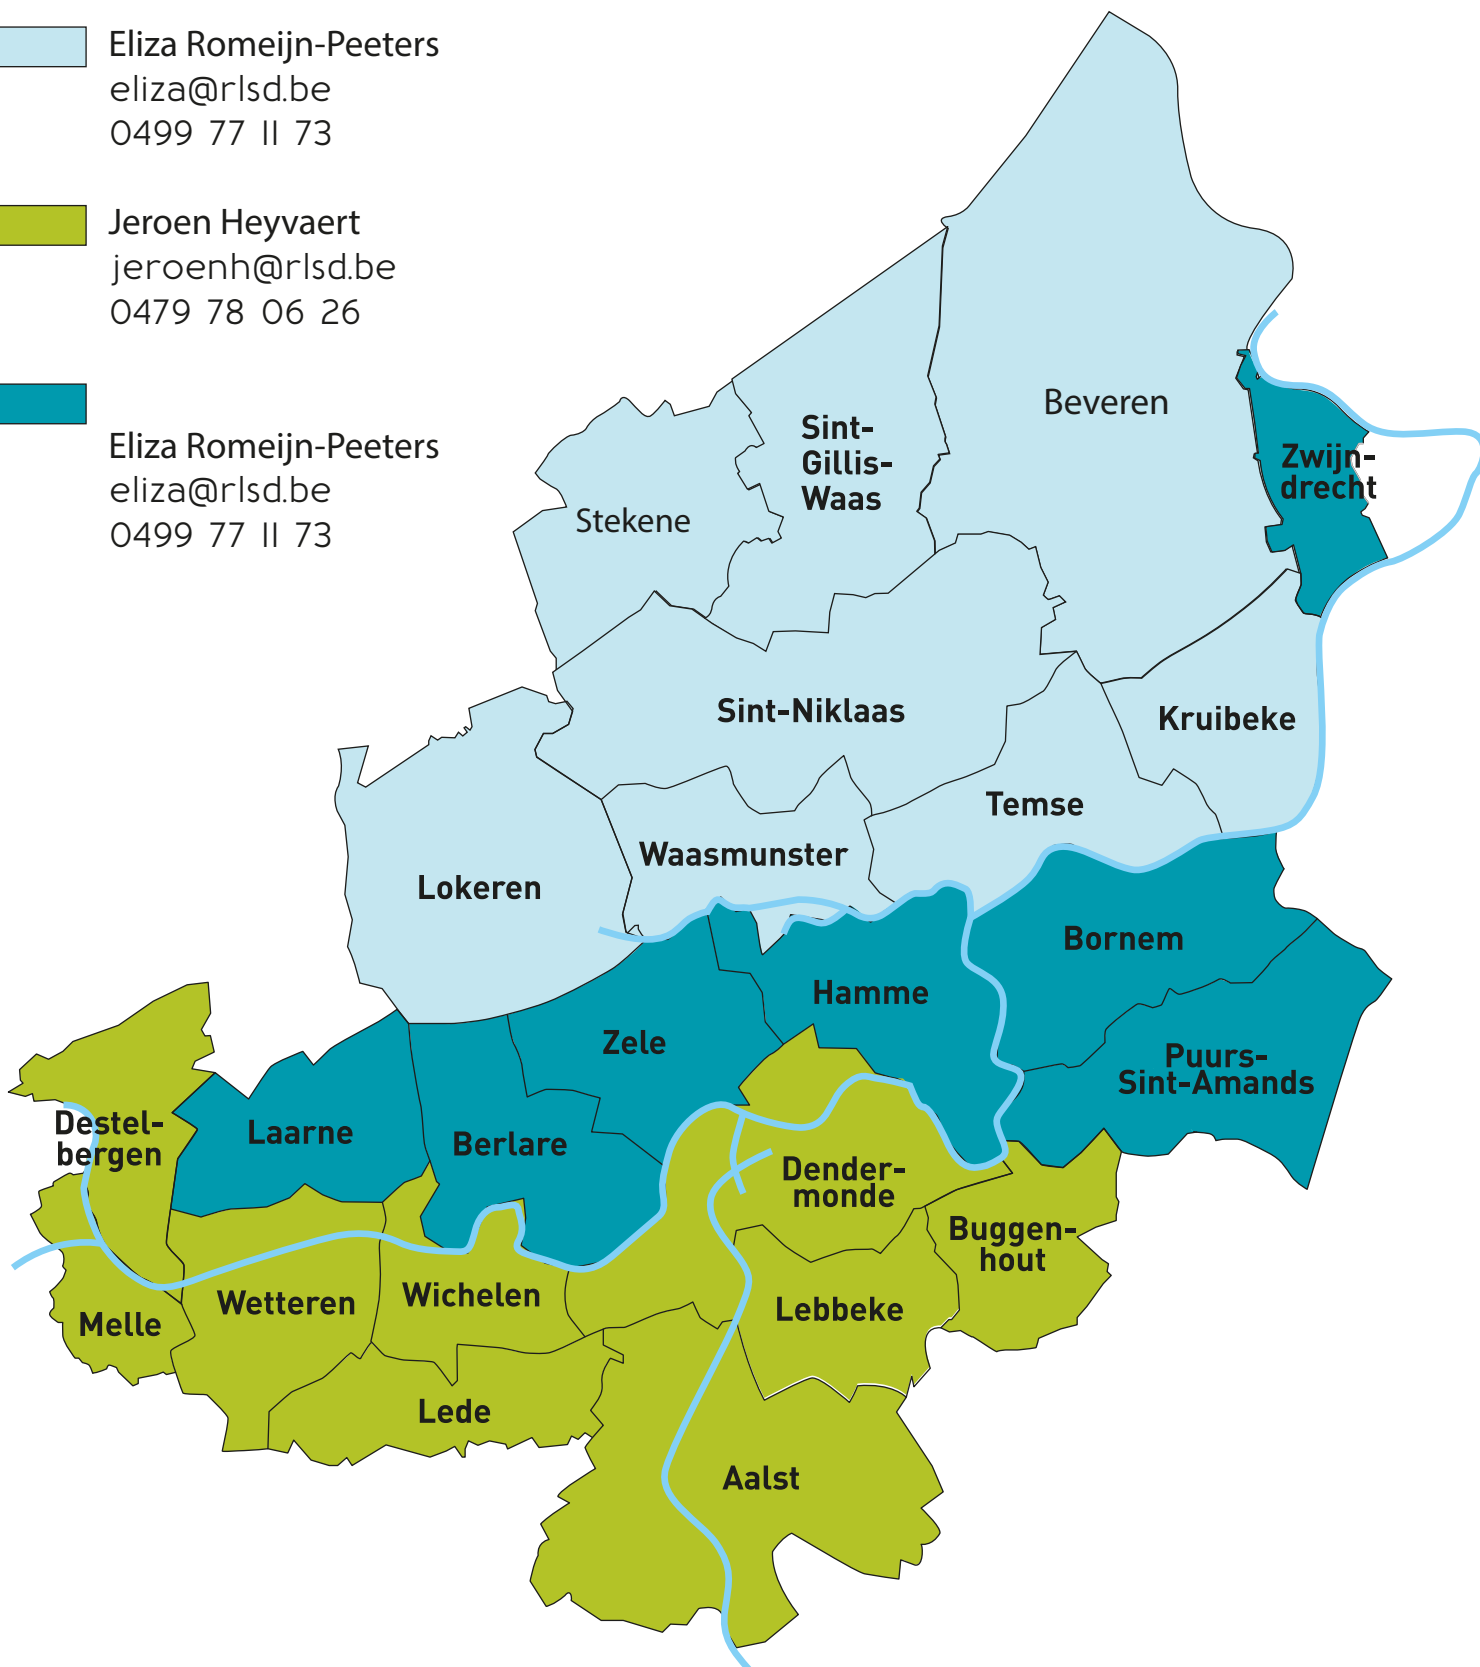 Eliza Romeijn-Peeters
eliza@rlsd.be
0499 77 11 73
Jeroen Heyvaert
jeroenh@rlsd.be
0479 78 06 26
Eliza Romeijn-Peeters
eliza@rlsd.be
0499 77 11 73
Beveren
Sint-
Gillis-
Waas
Zwijn-
drecht
Stekene
Sint-Niklaas
Kruibeke
Temse
Waasmunster
Lokeren
Bornem
Hamme
Zele
Puurs-
Sint-Amands
Destel-
bergen
Laarne
Berlare
Dender-
monde
Buggen-
hout
Wichelen
Wetteren
Lebbeke
Melle
Lede
Aalst